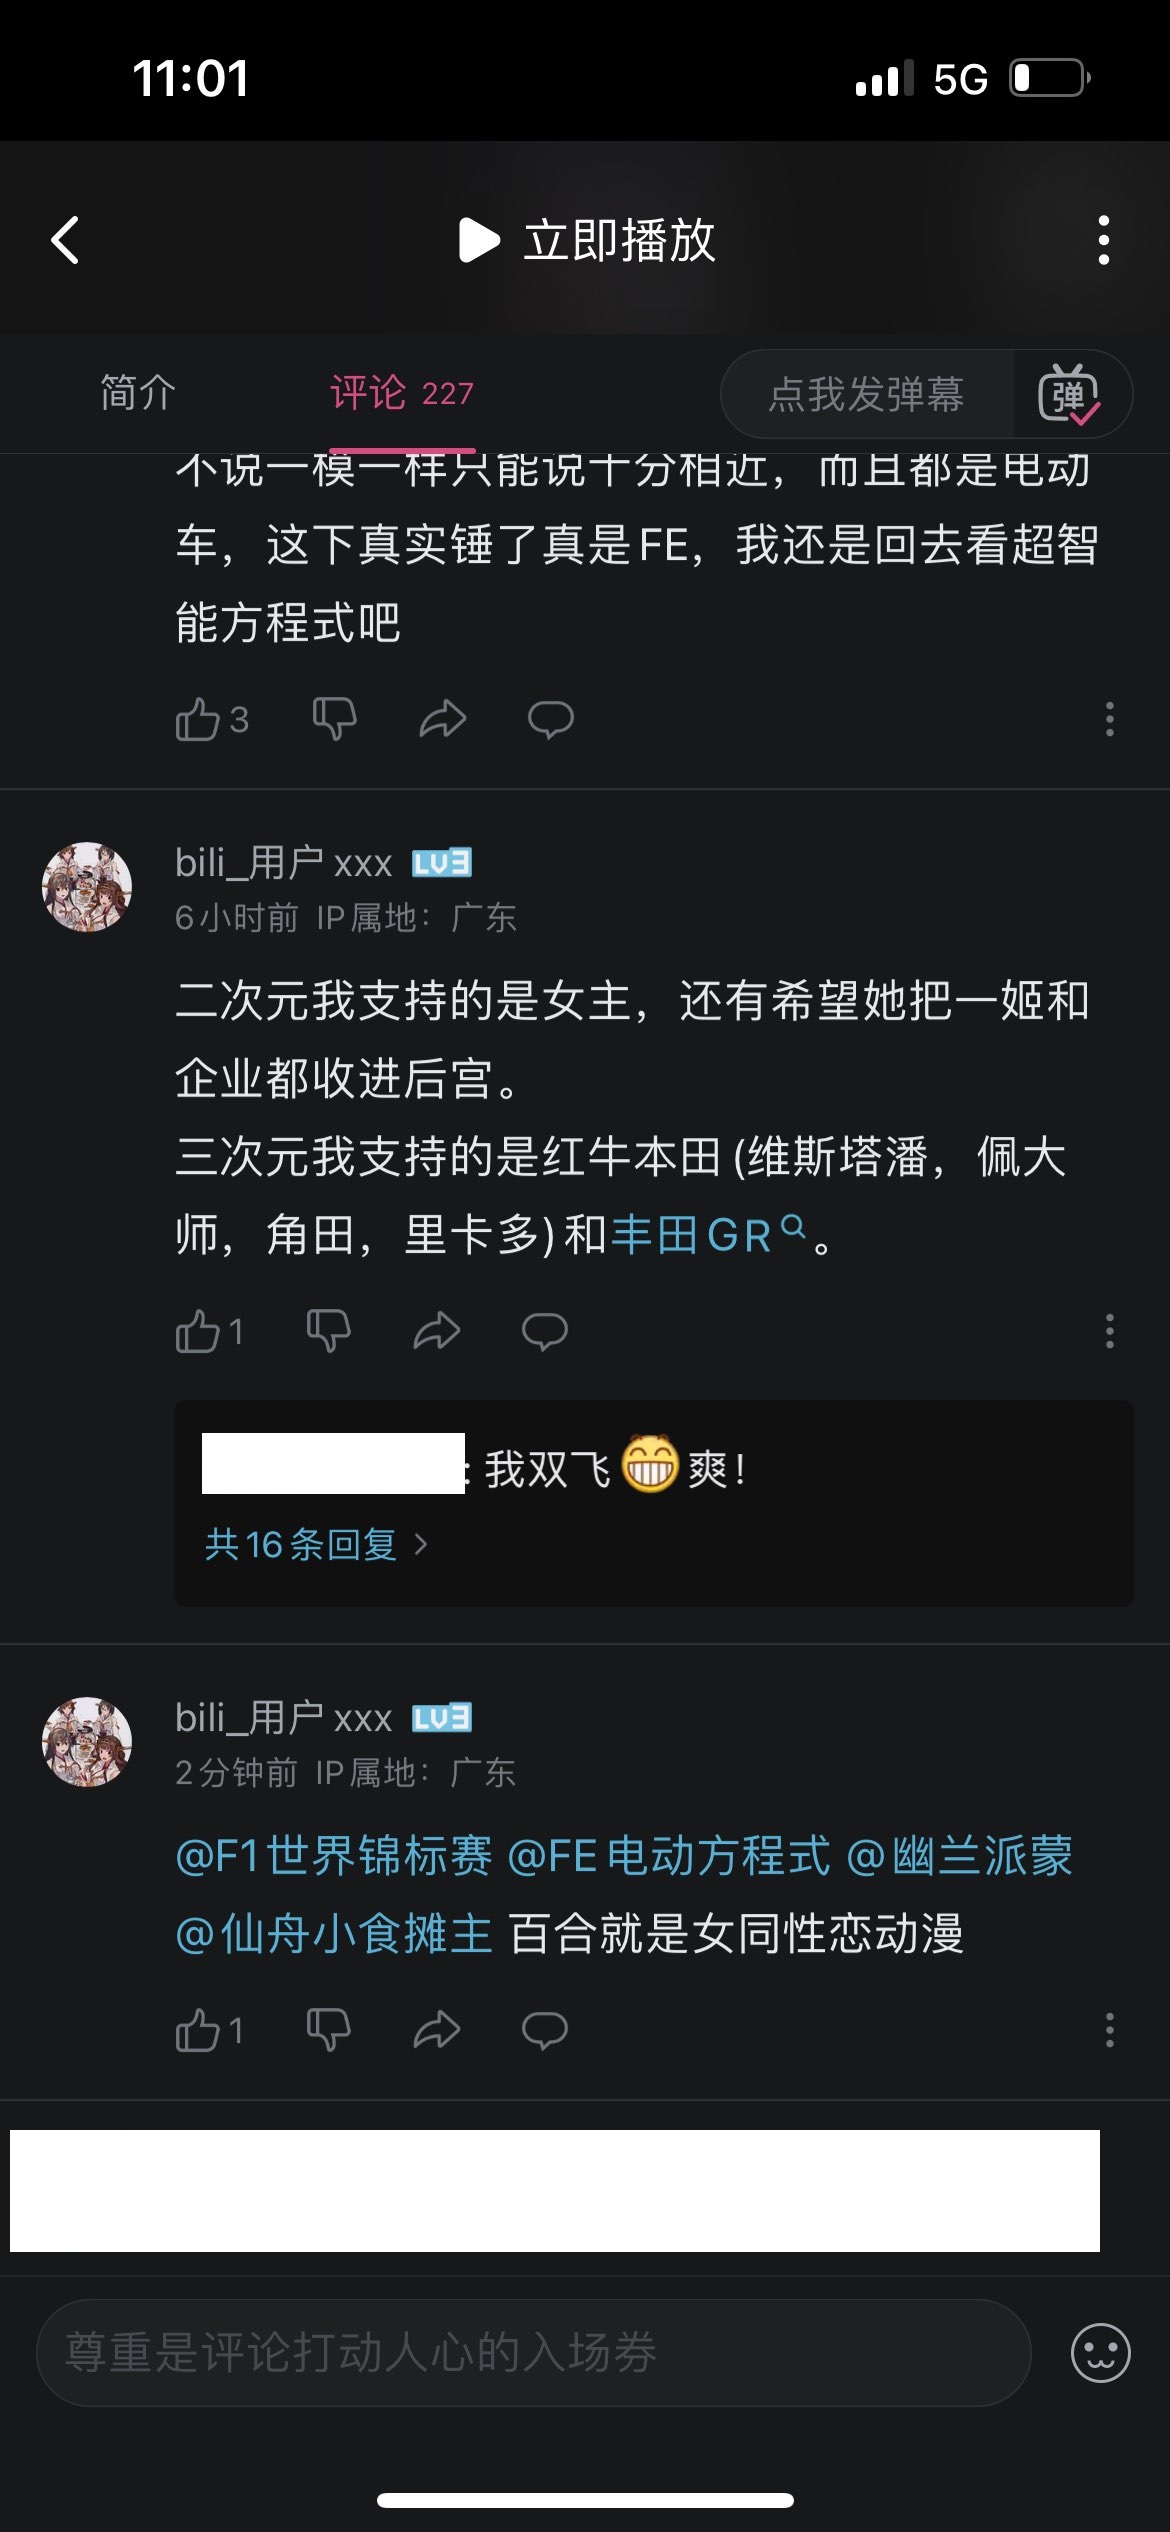 11:01
5G
立即播放
简介
评论 227
点我发弹幕
弹
不说一模一样只能说十分相近，而且都是电动
车，这下真实锤了真是FE，我还是回去看超智
能方程式吧
3
bili_用户xxx LV3
6小时前 IP属地：广东
二次元我支持的是女主，还有希望她把一姬和
企业都收进后宫。
三次元我支持的是红牛本田(维斯塔潘，佩大
师，角田，里卡多)和丰田GR。
1
: 我双飞爽！
共16条回复
bili_用户xxx LV3
2分钟前 IP属地：广东
@F1世界锦标赛 @FE电动方程式 @幽兰派蒙
@仙舟小食摊主 百合就是女同性恋动漫
1
尊重是评论打动人心的入场券